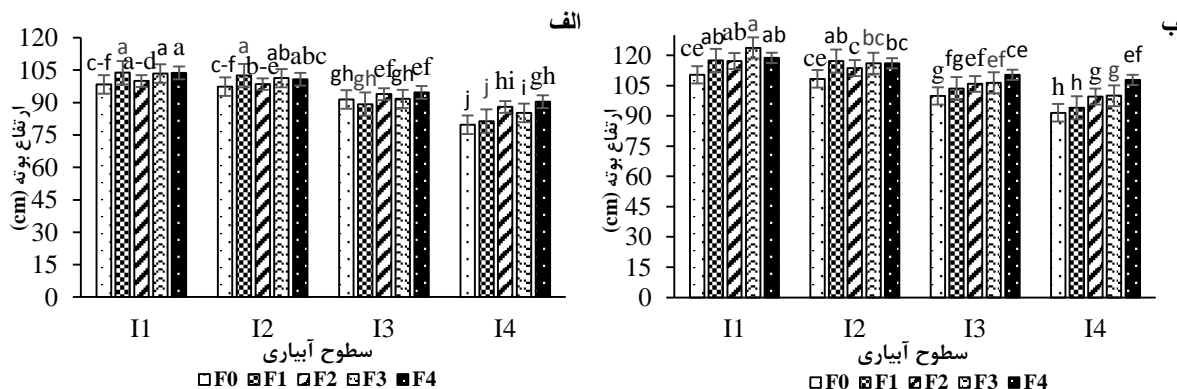 الف
ارتفاع بوته (cm)
120
105
90
75
60
45
30
15
0
c-f a a-d a a
c-f a b-e ab abc
gh gh ef gh ef
j j hi i gh
I1 I2 I3 I4
سطوح آبیاری
F0 F1 F2 F3 F4
ب
ارتفاع بوته (cm)
120
105
90
75
60
45
30
15
0
ce ab ab a ab
ce ab c bc bc
g fg ef ef ce
h h g g ef
I1 I2 I3 I4
سطوح آبیاری
F0 F1 F2 F3 F4